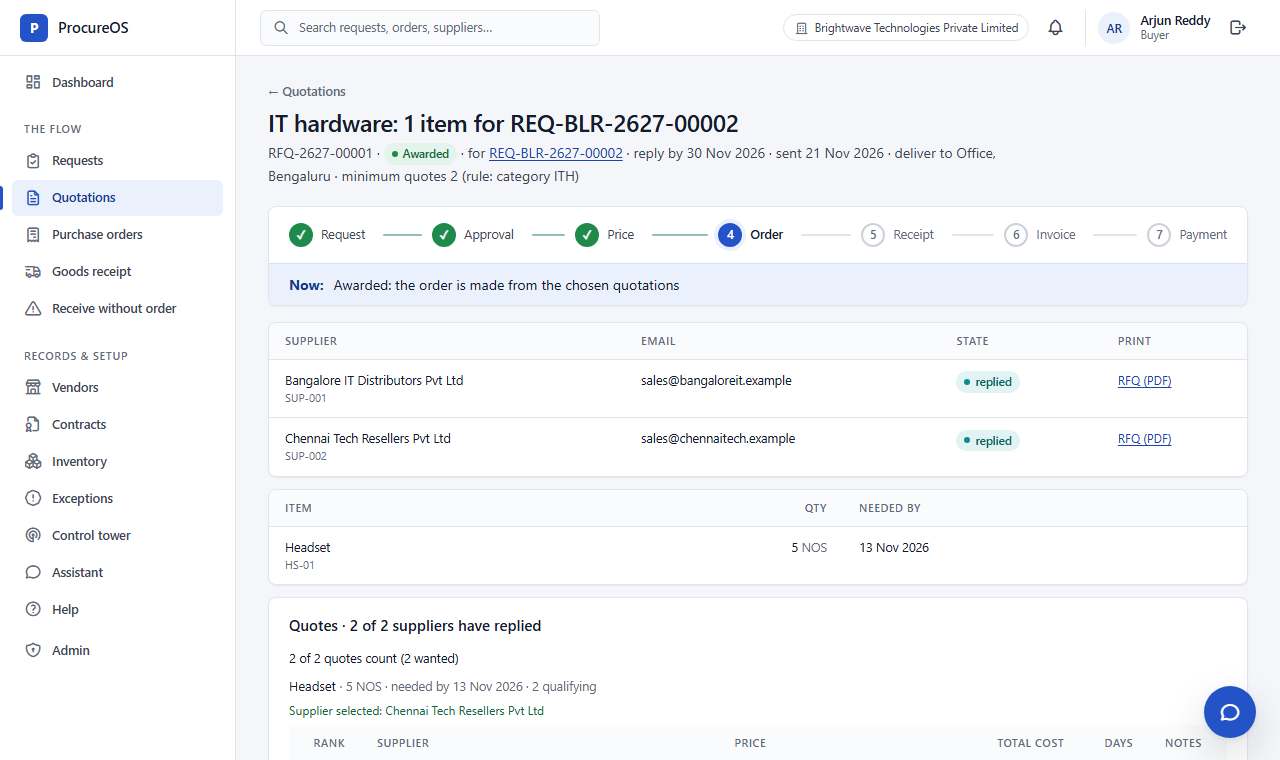 P ProcureOS
Search requests, orders, suppliers...
Brightwave Technologies Private Limited
AR
Arjun Reddy
Buyer
Dashboard
THE FLOW
Requests
Quotations
Purchase orders
Goods receipt
Receive without order
RECORDS & SETUP
Vendors
Contracts
Inventory
Exceptions
Control tower
Assistant
Help
Admin
← Quotations
IT hardware: 1 item for REQ-BLR-2627-00002
RFQ-2627-00001 · Awarded · for REQ-BLR-2627-00002 · reply by 30 Nov 2026 · sent 21 Nov 2026 · deliver to Office,
Bengaluru · minimum quotes 2 (rule: category ITH)
Request Approval Price 4 Order 5 Receipt 6 Invoice 7 Payment
Now: Awarded: the order is made from the chosen quotations
SUPPLIER EMAIL STATE PRINT
Bangalore IT Distributors Pvt Ltd sales@bangaloreit.example replied RFQ (PDF)
SUP-001
Chennai Tech Resellers Pvt Ltd sales@chennaitech.example replied RFQ (PDF)
SUP-002
ITEM QTY NEEDED BY
Headset 5 NOS 13 Nov 2026
HS-01
Quotes · 2 of 2 suppliers have replied
2 of 2 quotes count (2 wanted)
Headset · 5 NOS · needed by 13 Nov 2026 · 2 qualifying
Supplier selected: Chennai Tech Resellers Pvt Ltd
RANK SUPPLIER PRICE TOTAL COST DAYS NOTES